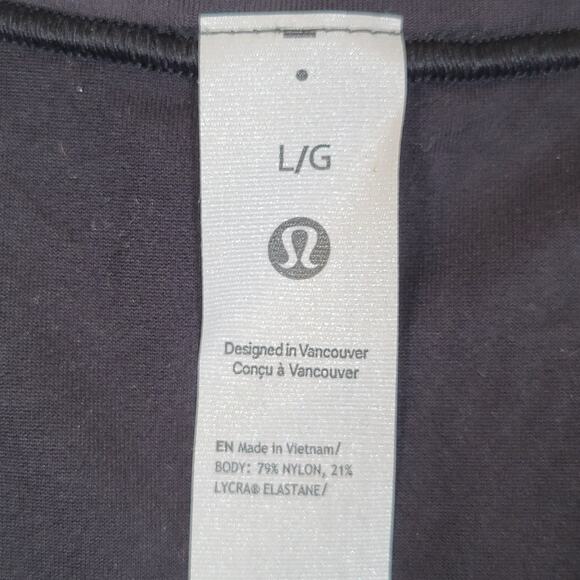 L/G
Designed in Vancouver
Conçu à Vancouver
EN Made in Vietnam/
BODY: 79% NYLON, 21%
LYCRA® ELASTANE/